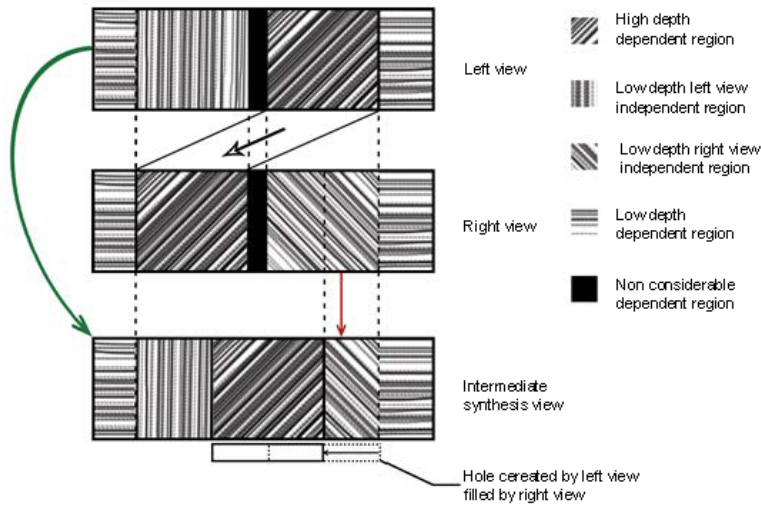 Left view
Right view
Intermediate
synthesis view
Hole cereated by left view
filled by right view
High depth
dependent region
Low depth left view
independent region
Low depth right view
independent region
Low depth
dependent region
Non considerable
dependent region